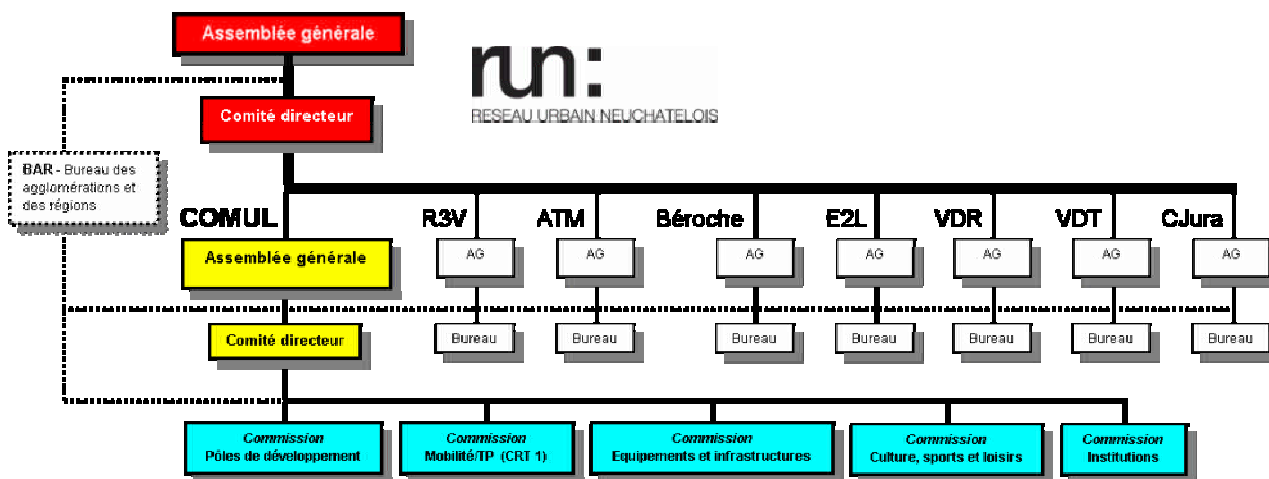 Assemblée générale
run:
RESEAU URBAIN NEUCHATELOIS
Comité directeur
BAR - Bureau des
agglomérations et
des régions
COMUL
R3V
ATM
Béroche
E2L
VDR
VDT
CJura
Assemblée générale
AG
AG
AG
AG
AG
AG
AG
Comité directeur
Bureau
Bureau
Bureau
Bureau
Bureau
Bureau
Bureau
Commission
Pôles de développement
Commission
Mobilité/TP (CRT 1)
Commission
Equipements et infrastructures
Commission
Culture, sports et loisirs
Commission
Institutions